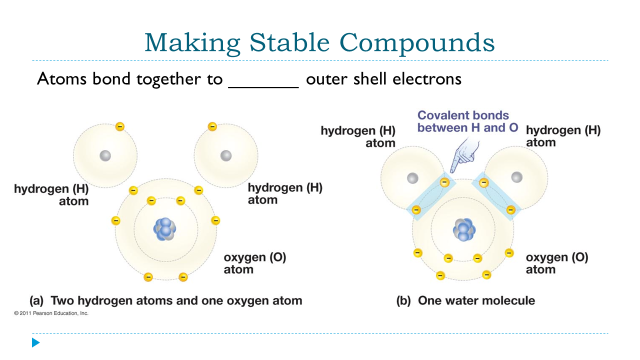 Making Stable Compounds
Atoms bond together to ________ outer shell electrons
hydrogen (H)
atom
hydrogen (H)
atom
oxygen (O)
atom
(a) Two hydrogen atoms and one oxygen atom
© 2011 Pearson Education, Inc.
Covalent bonds
between H and O
hydrogen (H)
atom
hydrogen (H)
atom
oxygen (O)
atom
(b) One water molecule